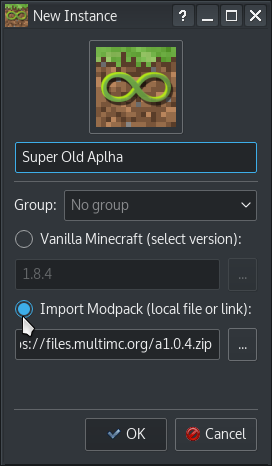 New Instance
Super Old Aplha
Group: No group
Vanilla Minecraft (select version):
1.8.4 ...
Import Modpack (local file or link):
s://files.multimc.org/a1.0.4.zip ...
OK Cancel